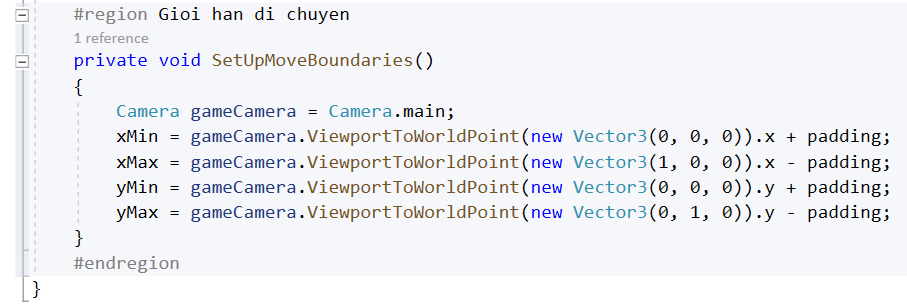 #region Gioi han di chuyen
1 reference
private void SetUpMoveBoundaries()
{
Camera gameCamera = Camera.main;
xMin = gameCamera.ViewportToWorldPoint(new Vector3(0, 0, 0)).x + padding;
xMax = gameCamera.ViewportToWorldPoint(new Vector3(1, 0, 0)).x - padding;
yMin = gameCamera.ViewportToWorldPoint(new Vector3(0, 0, 0)).y + padding;
yMax = gameCamera.ViewportToWorldPoint(new Vector3(0, 1, 0)).y - padding;
}
#endregion
}